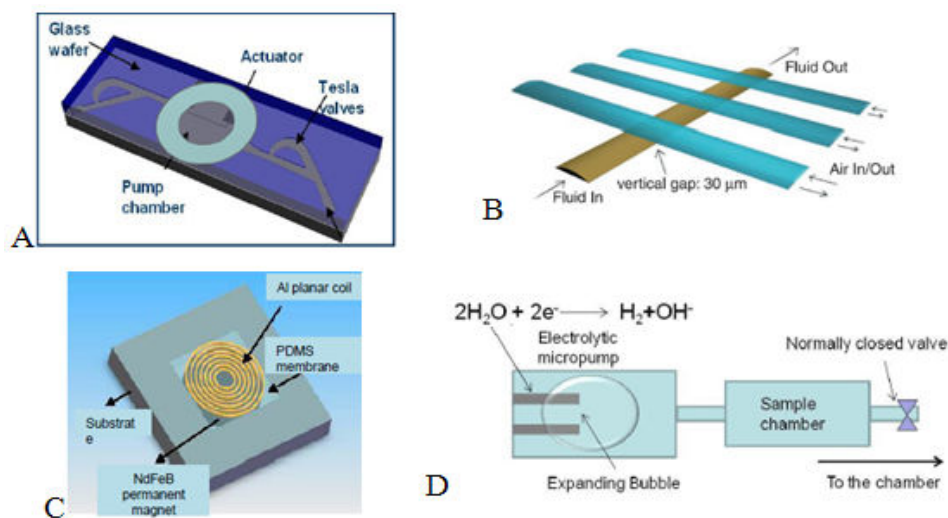 Glass
wafer
Actuator
Tesla
valves
Pump
chamber
A
Fluid Out
Air In/Out
vertical gap: 30 μm
Fluid In
B
Al planar coil
PDMS
membrane
Substrat
e
NdFeB
permanent
magnet
C
2H₂O + 2e⁻ → H₂+OH⁻
Electrolytic
micropump
Normally closed valve
Sample
chamber
Expanding Bubble
To the chamber
D